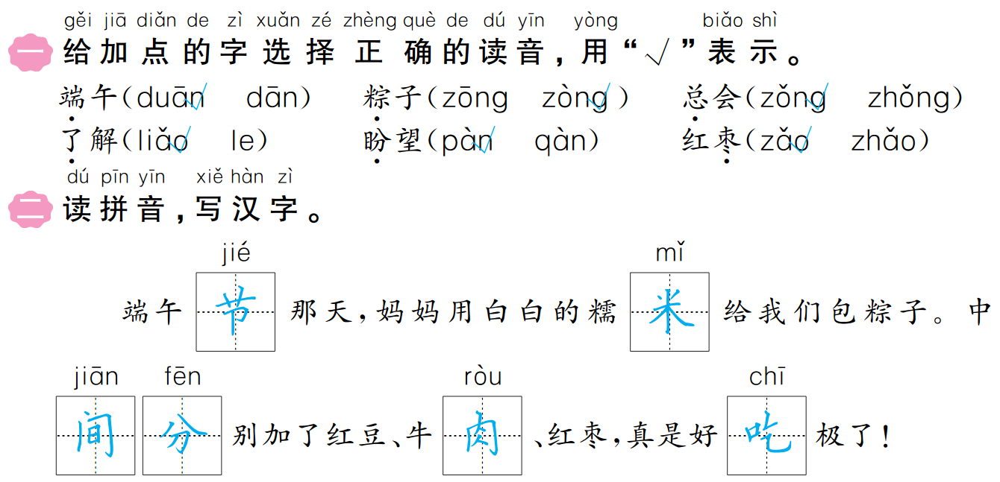 gěi jiā diǎn de zì xuǎn zé zhèng què de dú yīn yòng biǎo shì
一 给加点的字选择正确的读音，用“√”表示。
端午(duān√ dān) 粽子(zōng zòng√) 总会(zǒng√ zhǒng)
了解(liǎo√ le) 盼望(pàn√ qàn) 红枣(zǎo√ zhǎo)
dú pīn yīn xiě hàn zì
二 读拼音，写汉字。
jié mǐ
端午节那天，妈妈用白白的糯米给我们包粽子。中
jiān fēn ròu chī
间分别加了红豆、牛肉、红枣，真是好吃极了！